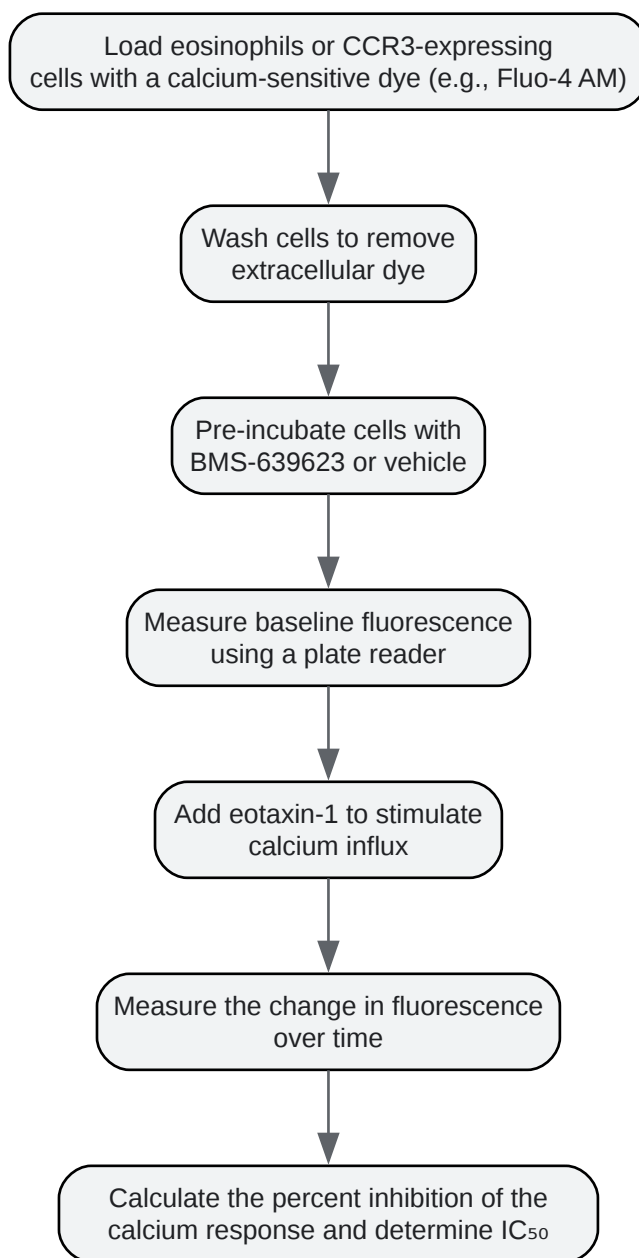 Load eosinophils or CCR3-expressing
cells with a calcium-sensitive dye (e.g., Fluo-4 AM)
Wash cells to remove
extracellular dye
Pre-incubate cells with
BMS-639623 or vehicle
Measure baseline fluorescence
using a plate reader
Add eotaxin-1 to stimulate
calcium influx
Measure the change in fluorescence
over time
Calculate the percent inhibition of the
calcium response and determine IC₅₀